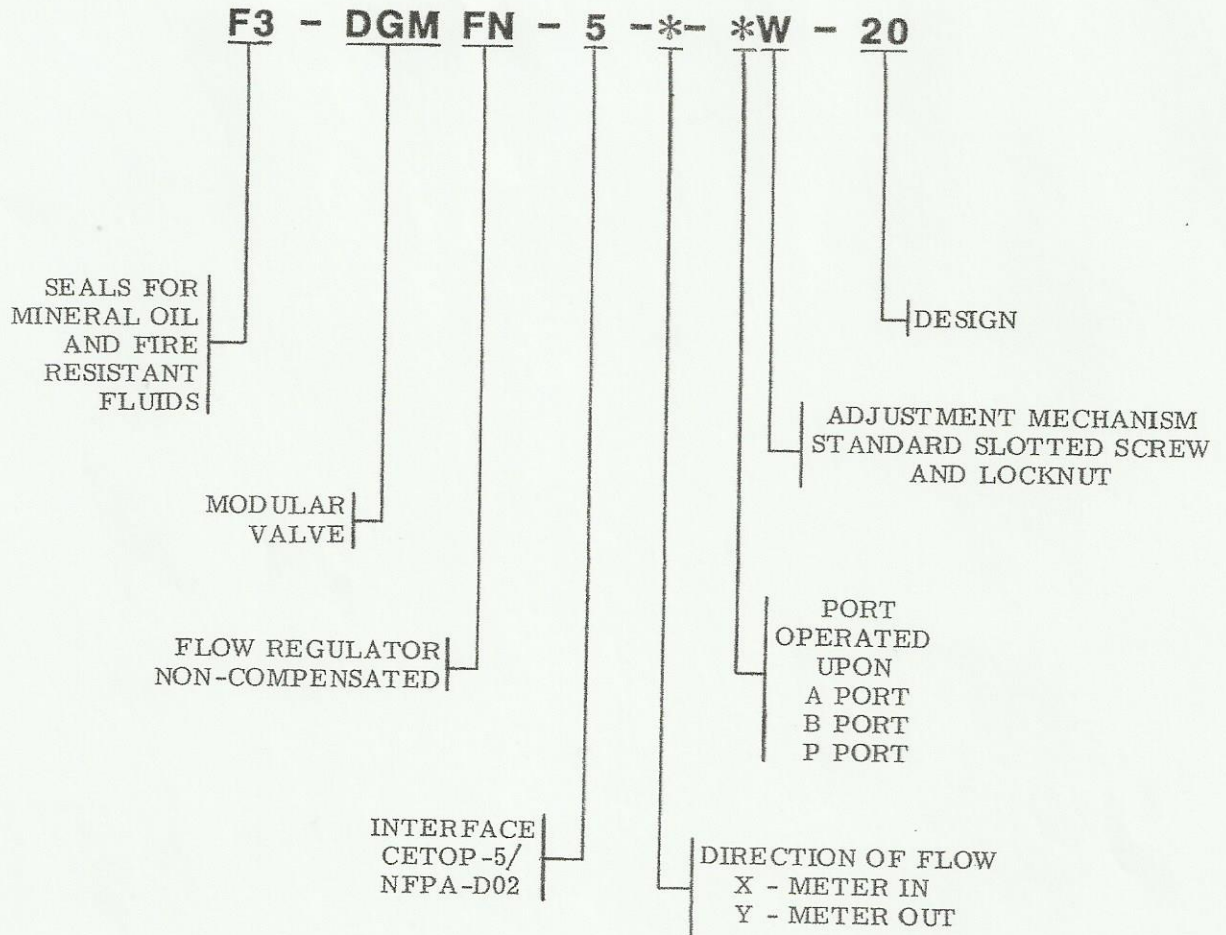 F3 - DGM FN - 5 -*- *W - 20
SEALS FOR
MINERAL OIL
AND FIRE
RESISTANT
FLUIDS
MODULAR
VALVE
FLOW REGULATOR
NON-COMPENSATED
INTERFACE
CETOP-5/
NFPA-D02
DIRECTION OF FLOW
X - METER IN
Y - METER OUT
PORT
OPERATED
UPON
A PORT
B PORT
P PORT
ADJUSTMENT MECHANISM
STANDARD SLOTTED SCREW
AND LOCKNUT
DESIGN